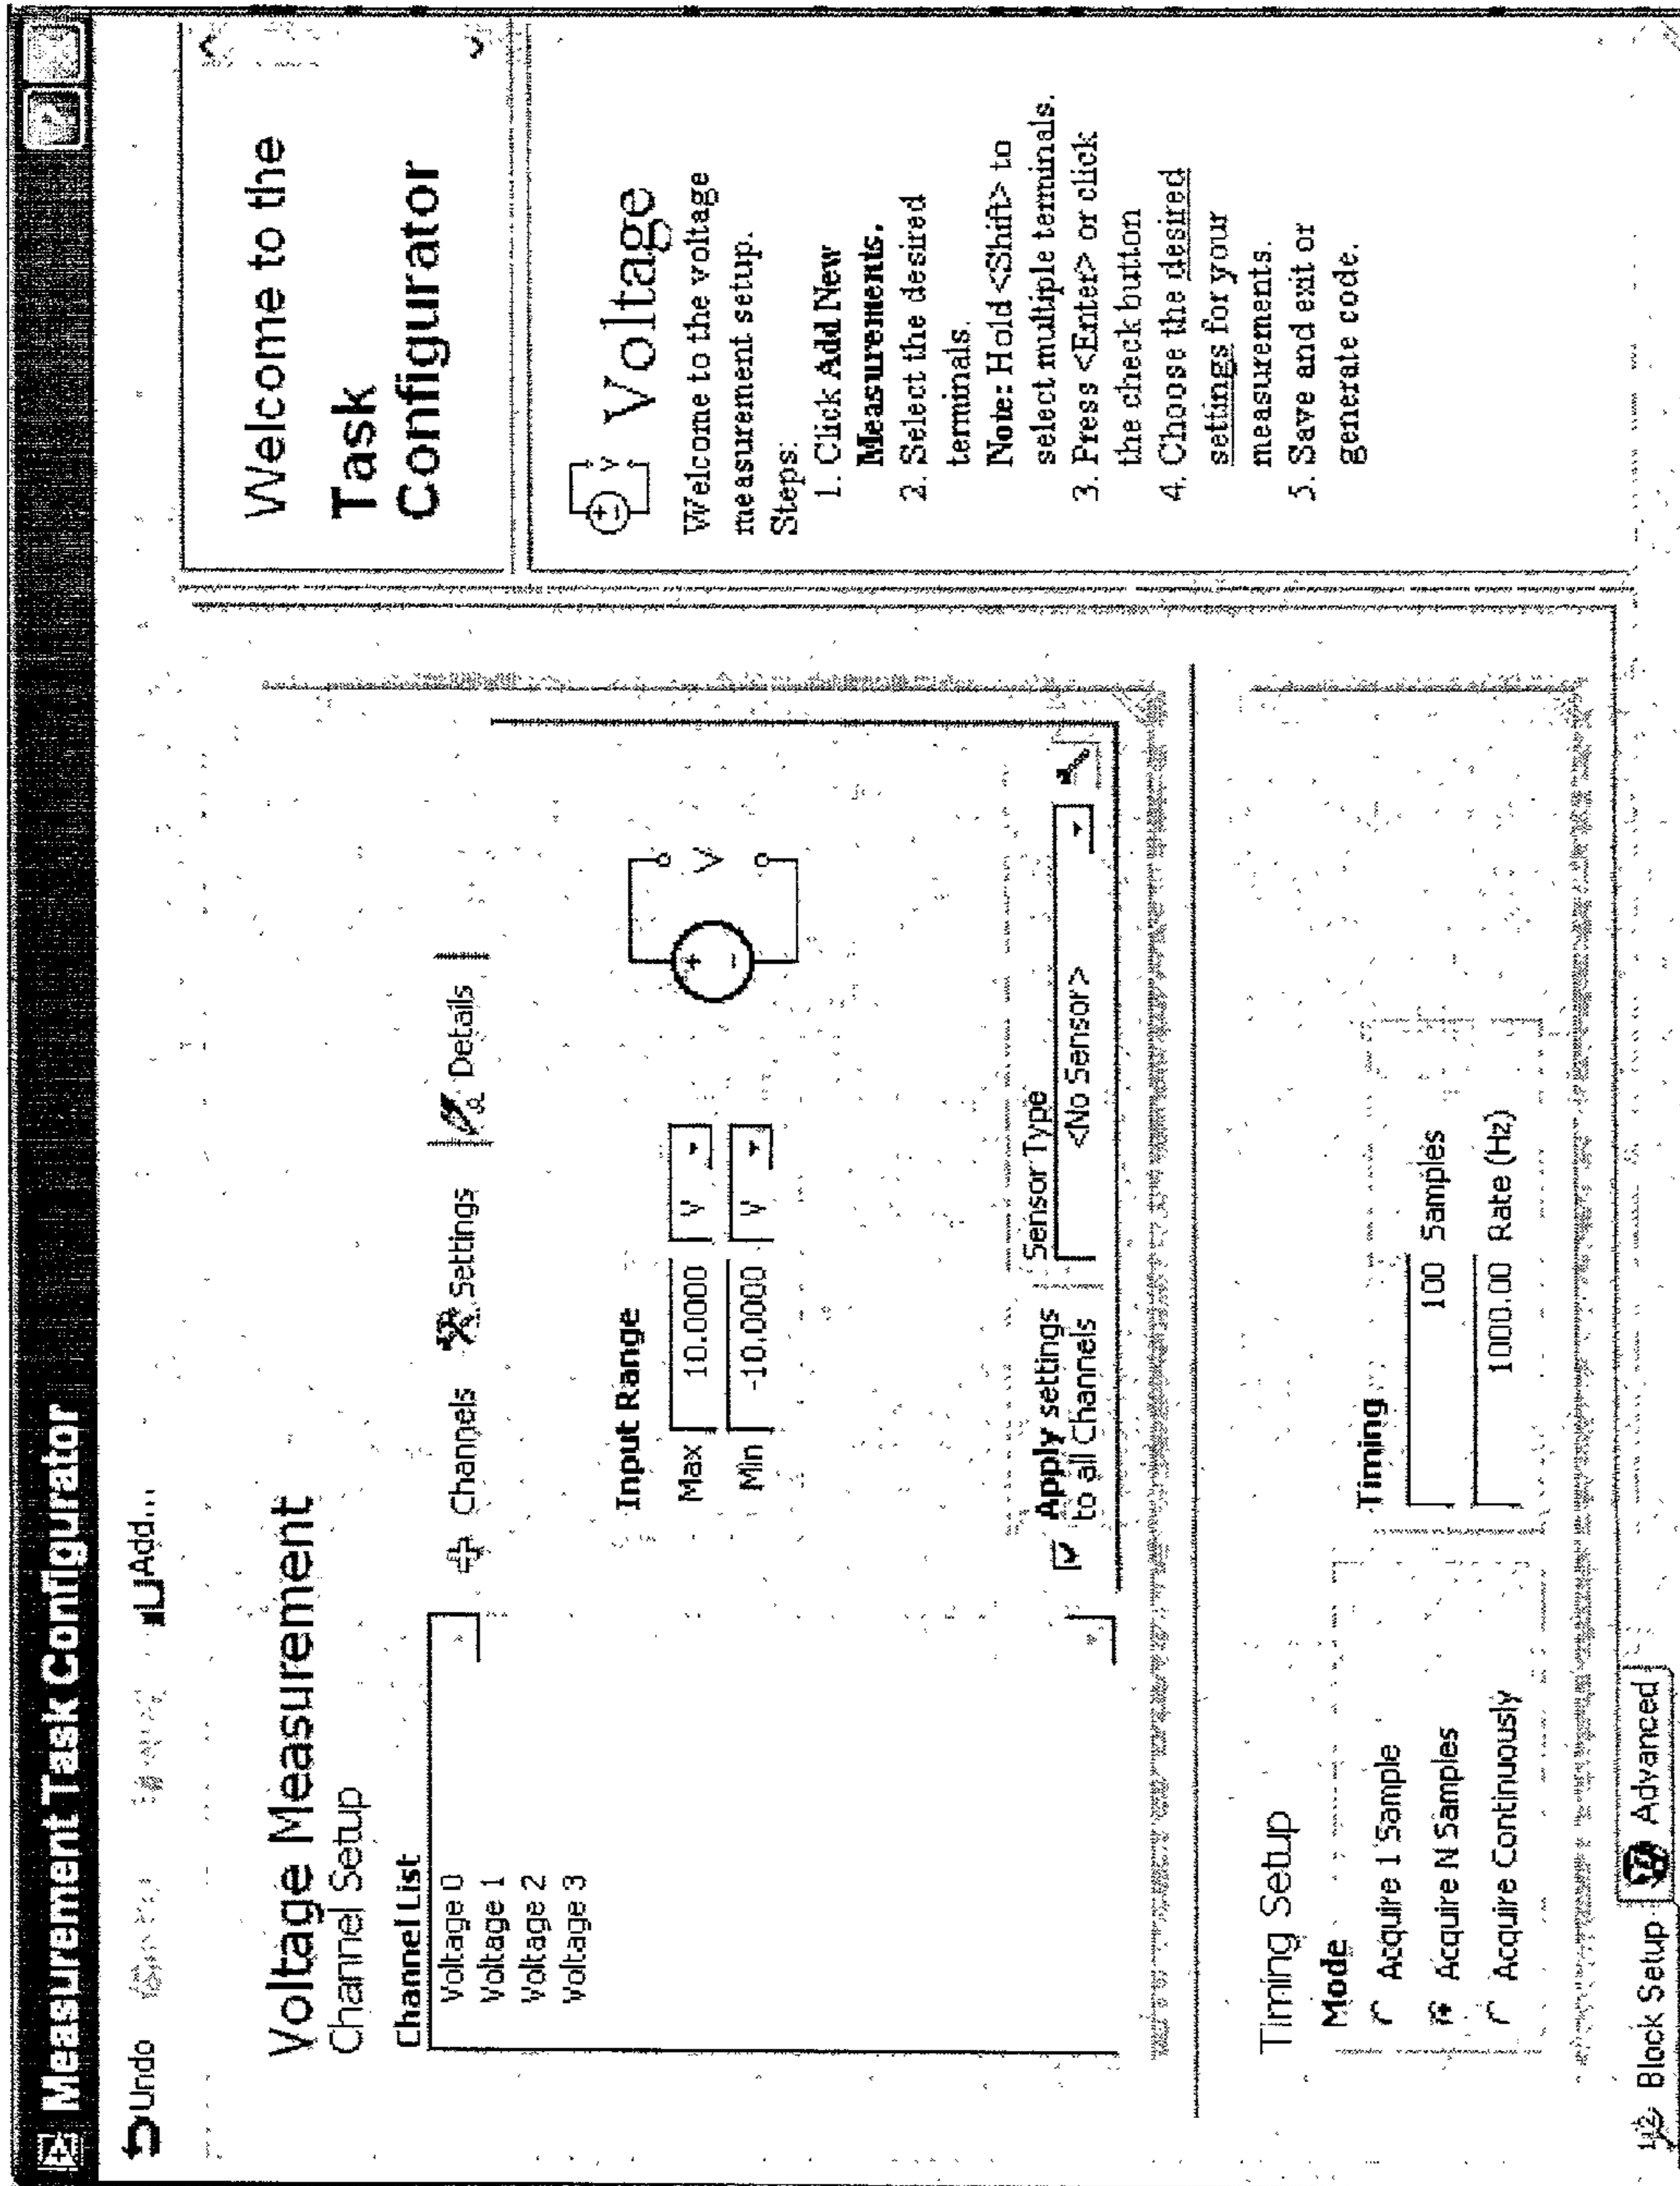 Measurement Task Configurator
Undo
Add...
Voltage Measurement
Channel Setup
Channel List
Voltage 0
Voltage 1
Voltage 2
Voltage 3
Channels
Settings
Details
Input Range
Max 10.0000 V
Min -10.0000 V
V
Apply settings
to all Channels
Sensor Type
<No Sensor>
Timing Setup
Mode
Acquire 1 Sample
Acquire N Samples
Acquire Continuously
Timing
100 Samples
1000.00 Rate (Hz)
Block Setup
Advanced
Welcome to the
Task
Configurator
Voltage
Welcome to the voltage
measurement setup.
Steps:
1. Click Add New
Measurements.
2. Select the desired
terminals.
Note: Hold <Shift> to
select multiple terminals.
3. Press <Enter> or click
the check button
4. Choose the desired
settings for your
measurements.
5. Save and exit or
generate code.